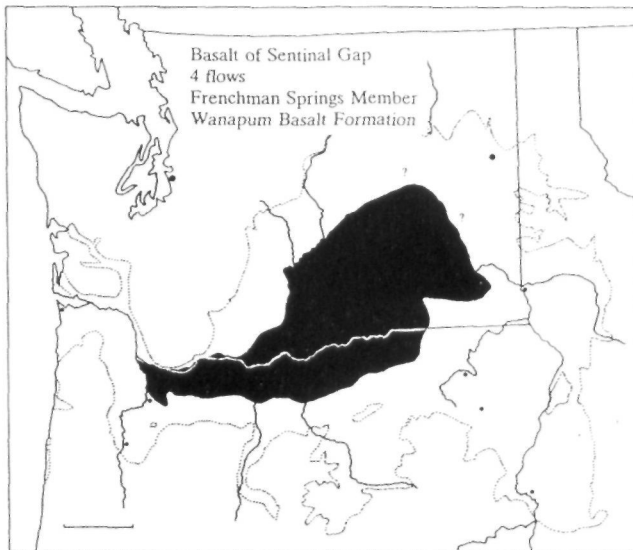 Basalt of Sentinal Gap
4 flows
Frenchman Springs Member
Wanapum Basalt Formation
?
?